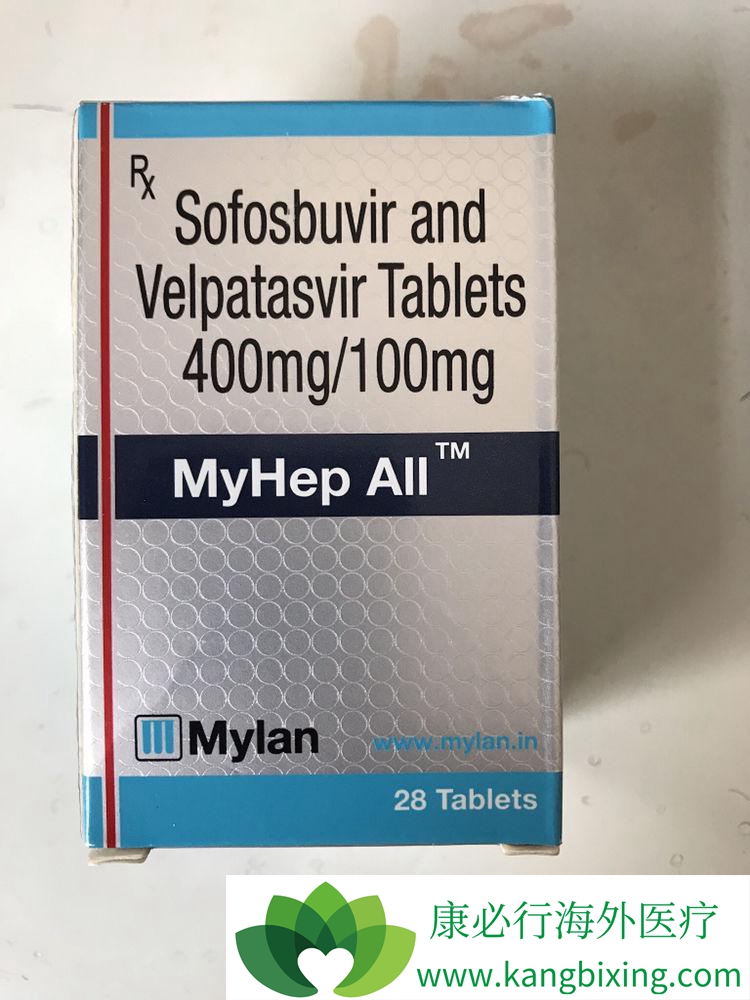 Rx
Sofosbuvir and
Velpatasvir Tablets
400mg/100mg
MyHep All™
Mylan
www.mylan.in
28 Tablets
康必行海外医疗
www.kangbixing.com